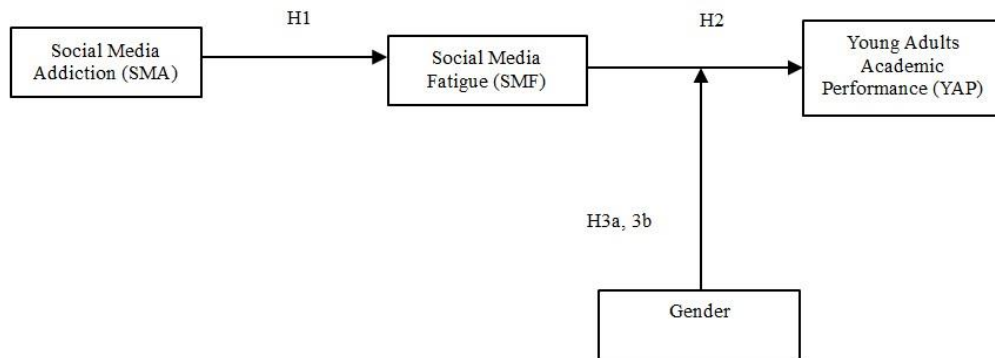 H1
H2
Social Media
Addiction (SMA)
Social Media
Fatigue (SMF)
Young Adults
Academic
Performance (YAP)
H3a, 3b
Gender